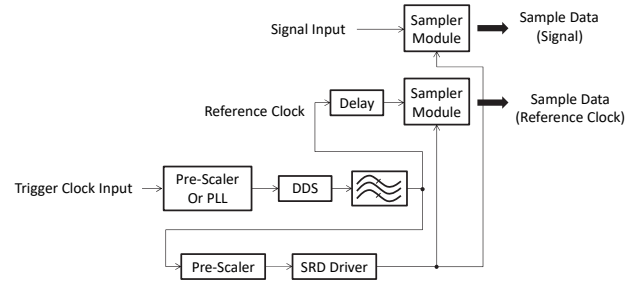 Signal Input
Sampler
Module
Sample Data
(Signal)
Reference Clock
Delay
Sampler
Module
Sample Data
(Reference Clock)
Trigger Clock Input
Pre-Scaler
Or PLL
DDS
Pre-Scaler
SRD Driver